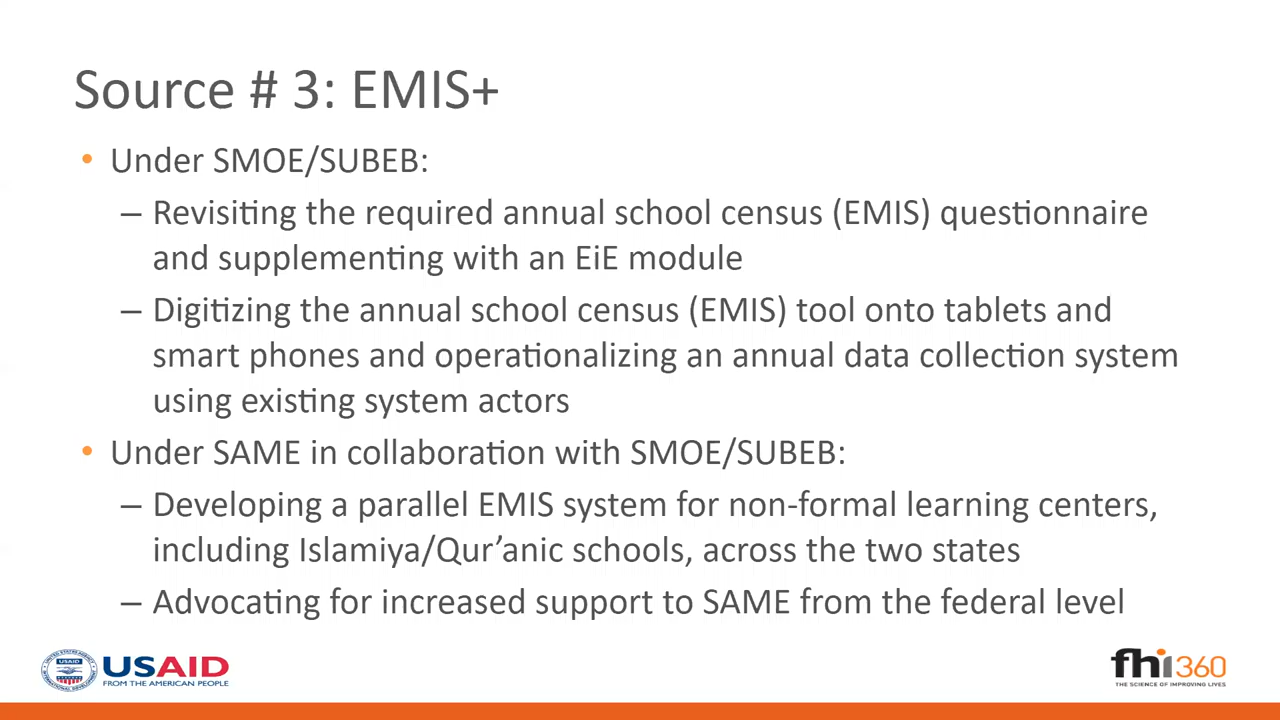 Source # 3: EMIS+
• Under SMOE/SUBEB:
– Revisiting the required annual school census (EMIS) questionnaire
and supplementing with an EiE module
– Digitizing the annual school census (EMIS) tool onto tablets and
smart phones and operationalizing an annual data collection system
using existing system actors
• Under SAME in collaboration with SMOE/SUBEB:
– Developing a parallel EMIS system for non-formal learning centers,
including Islamiya/Qur’anic schools, across the two states
– Advocating for increased support to SAME from the federal level
USAID
FROM THE AMERICAN PEOPLE
fhi360
THE SCIENCE OF IMPROVING LIVES